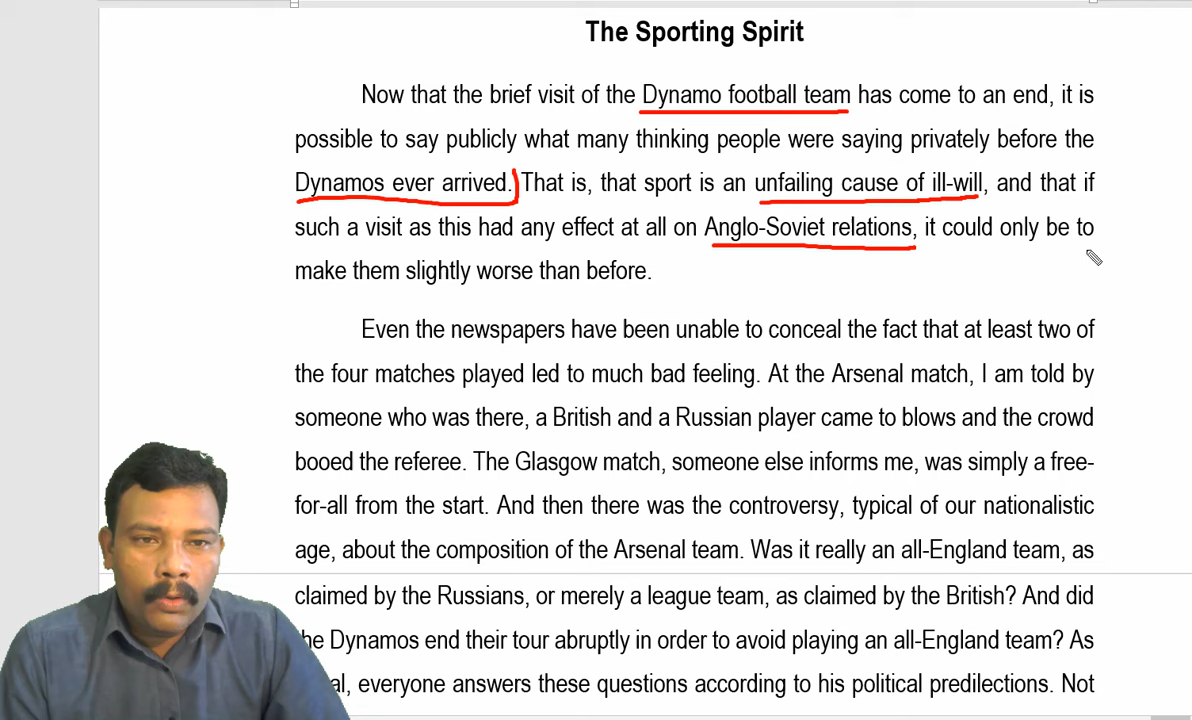 The Sporting Spirit
Now that the brief visit of the Dynamo football team has come to an end, it is
possible to say publicly what many thinking people were saying privately before the
Dynamos ever arrived. That is, that sport is an unfailing cause of ill-will, and that if
such a visit as this had any effect at all on Anglo-Soviet relations, it could only be to
make them slightly worse than before.
Even the newspapers have been unable to conceal the fact that at least two of
the four matches played led to much bad feeling. At the Arsenal match, I am told by
someone who was there, a British and a Russian player came to blows and the crowd
booed the referee. The Glasgow match, someone else informs me, was simply a free-
for-all from the start. And then there was the controversy, typical of our nationalistic
age, about the composition of the Arsenal team. Was it really an all-England team, as
claimed by the Russians, or merely a league team, as claimed by the British? And did
he Dynamos end their tour abruptly in order to avoid playing an all-England team? As
al, everyone answers these questions according to his political predilections. Not